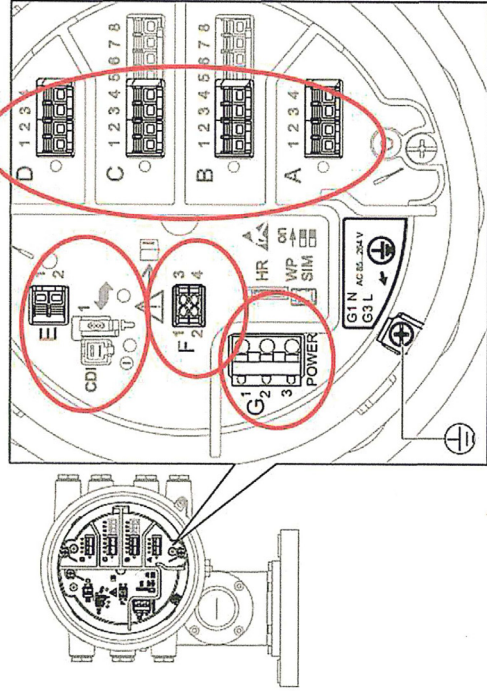 D
1 2 3 4
C
1 2 3 4 5 6 7 8
B
1 2 3 4 5 6 7 8
A
1 2 3 4
E
1
2
CDI
1
F
1
2
3
4
HR
WP
SIM
on
G
1
2
3
POWER
G1 N
G3 L
AC 85...264 V